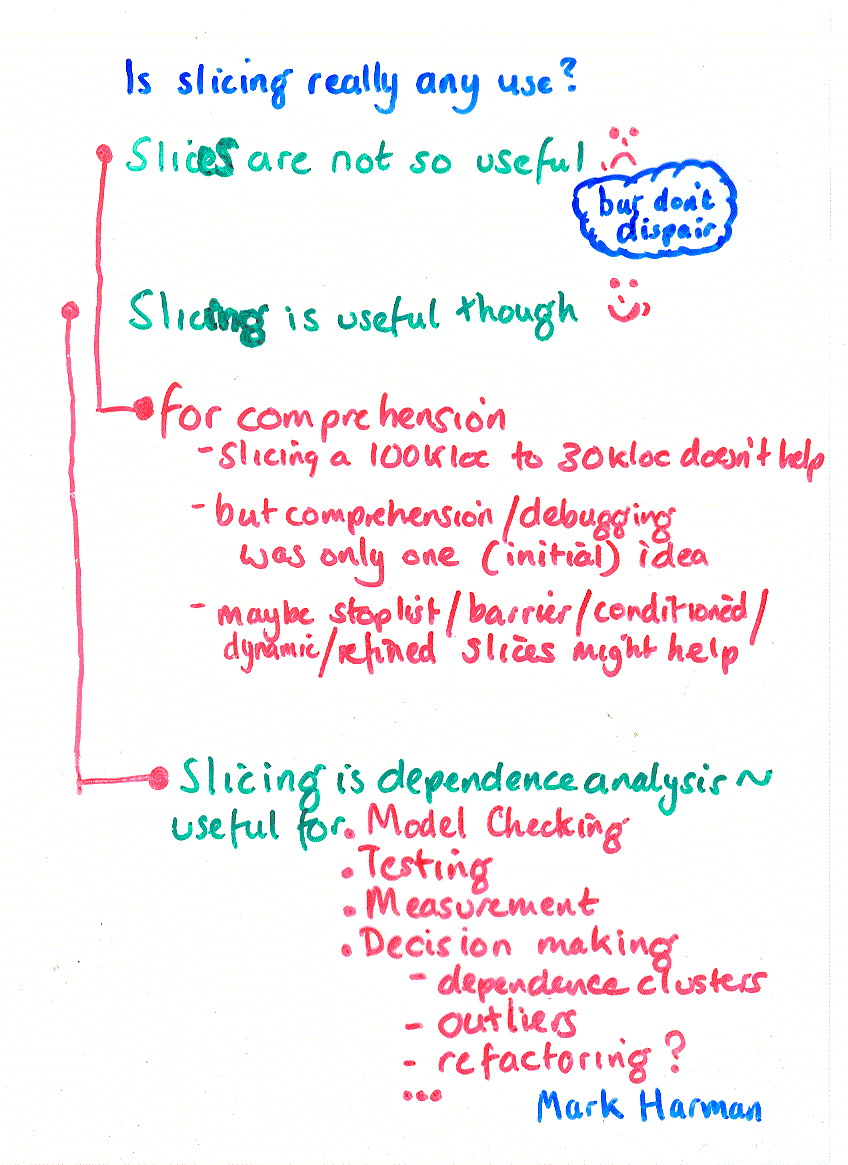 Is slicing really any use?
Slices are not so useful
but don't
dispair
Slicing is useful though
for comprehension
- slicing a 100Kloc to 30kloc doesn't help
- but comprehension/debugging
was only one (initial) idea
- maybe stoplist/barrier/conditioned/
dynamic/refined slices might help
Slicing is dependence analysis ~
useful for
• Model Checking
• Testing
• Measurement
• Decision making
- dependence clusters
- outliers
- refactoring?
...
Mark Harman